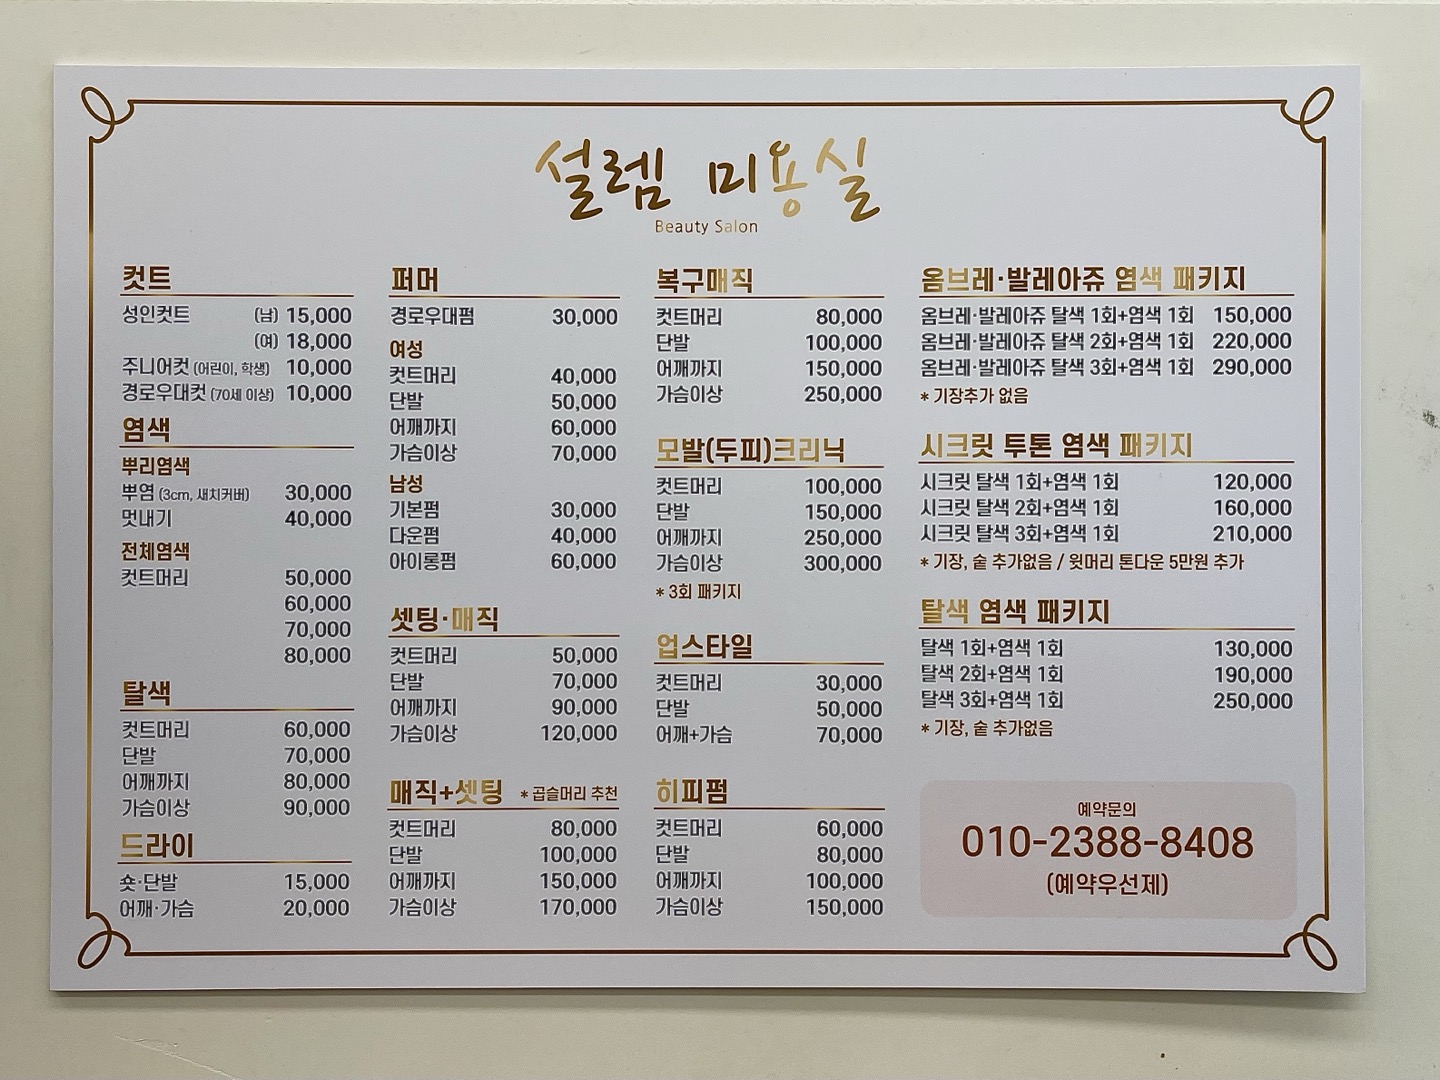 설렘 미용실
Beauty Salon
컷트
성인컷트 (남) 15,000
(여) 18,000
주니어컷 (어린이, 학생) 10,000
경로우대컷 (70세 이상) 10,000
염색
뿌리염색
뿌염 (3cm, 새치커버) 30,000
멋내기 40,000
전체염색
컷트머리 50,000
60,000
70,000
80,000
탈색
컷트머리 60,000
단발 70,000
어깨까지 80,000
가슴이상 90,000
드라이
숏·단발 15,000
어깨·가슴 20,000
퍼머
경로우대펌 30,000
여성
컷트머리 40,000
단발 50,000
어깨까지 60,000
가슴이상 70,000
남성
기본펌 30,000
다운펌 40,000
아이롱펌 60,000
셋팅·매직
컷트머리 50,000
단발 70,000
어깨까지 90,000
가슴이상 120,000
매직+셋팅 * 곱슬머리 추천
컷트머리 80,000
단발 100,000
어깨까지 150,000
가슴이상 170,000
복구매직
컷트머리 80,000
단발 100,000
어깨까지 150,000
가슴이상 250,000
모발(두피)크리닉
컷트머리 100,000
단발 150,000
어깨까지 250,000
가슴이상 300,000
* 3회 패키지
업스타일
컷트머리 30,000
단발 50,000
어깨+가슴 70,000
히피펌
컷트머리 60,000
단발 80,000
어깨까지 100,000
가슴이상 150,000
옴브레·발레아쥬 염색 패키지
옴브레·발레아쥬 탈색 1회+염색 1회 150,000
옴브레·발레아쥬 탈색 2회+염색 1회 220,000
옴브레·발레아쥬 탈색 3회+염색 1회 290,000
* 기장추가 없음
시크릿 투톤 염색 패키지
시크릿 탈색 1회+염색 1회 120,000
시크릿 탈색 2회+염색 1회 160,000
시크릿 탈색 3회+염색 1회 210,000
* 기장, 숱 추가없음 / 윗머리 톤다운 5만원 추가
탈색 염색 패키지
탈색 1회+염색 1회 130,000
탈색 2회+염색 1회 190,000
탈색 3회+염색 1회 250,000
* 기장, 숱 추가없음
예약문의
010-2388-8408
(예약우선제)